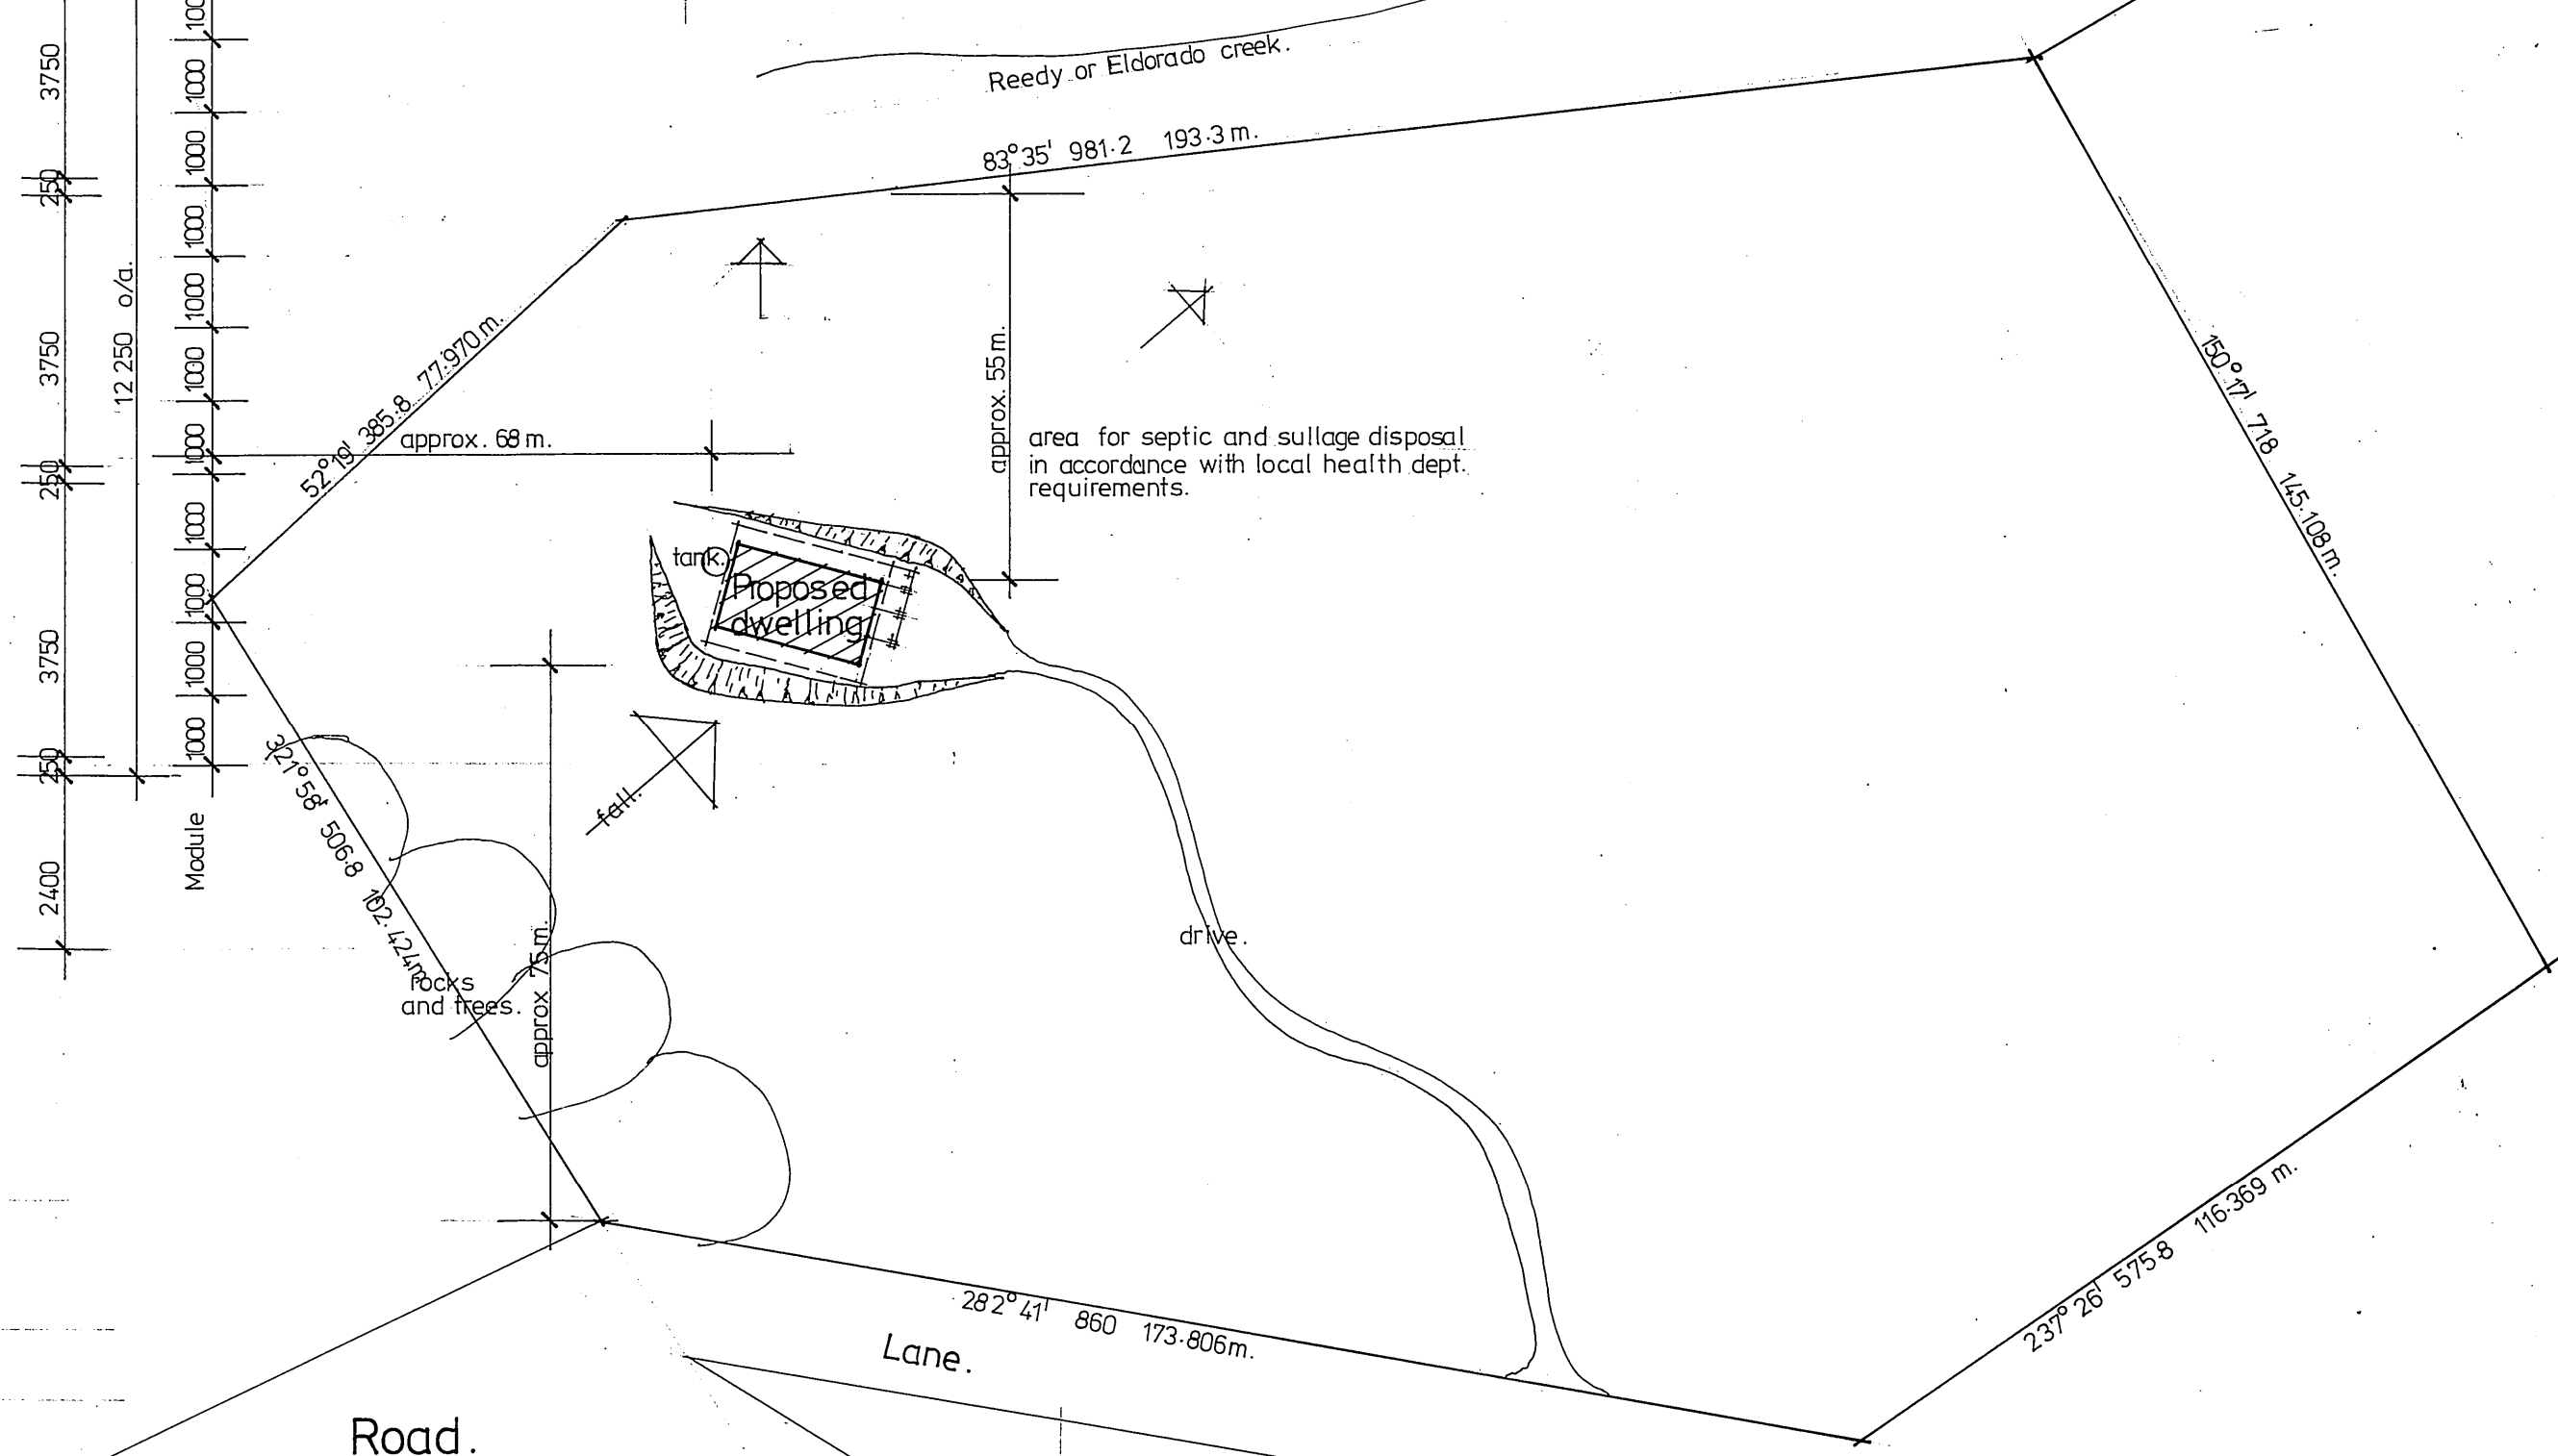 3750
250
3750
250
3750
250
2400
12 250 o/a.
1000
1000
1000
1000
1000
1000
1000
1000
1000
1000
1000
Module
Reedy or Eldorado creek.
83°35' 981·2 193·3 m.
52°19' 385·8 77·970 m.
approx. 68 m.
approx. 55 m.
area for septic and sullage disposal
in accordance with local health dept.
requirements.
150°17' 718 145·108 m.
tank.
Proposed
dwelling
fall.
321°58' 506·8 102·424m
rocks
and trees.
approx 75 m.
drive.
237° 26' 575·8 116·369 m.
282° 41' 860 173·806m.
Lane.
Road.